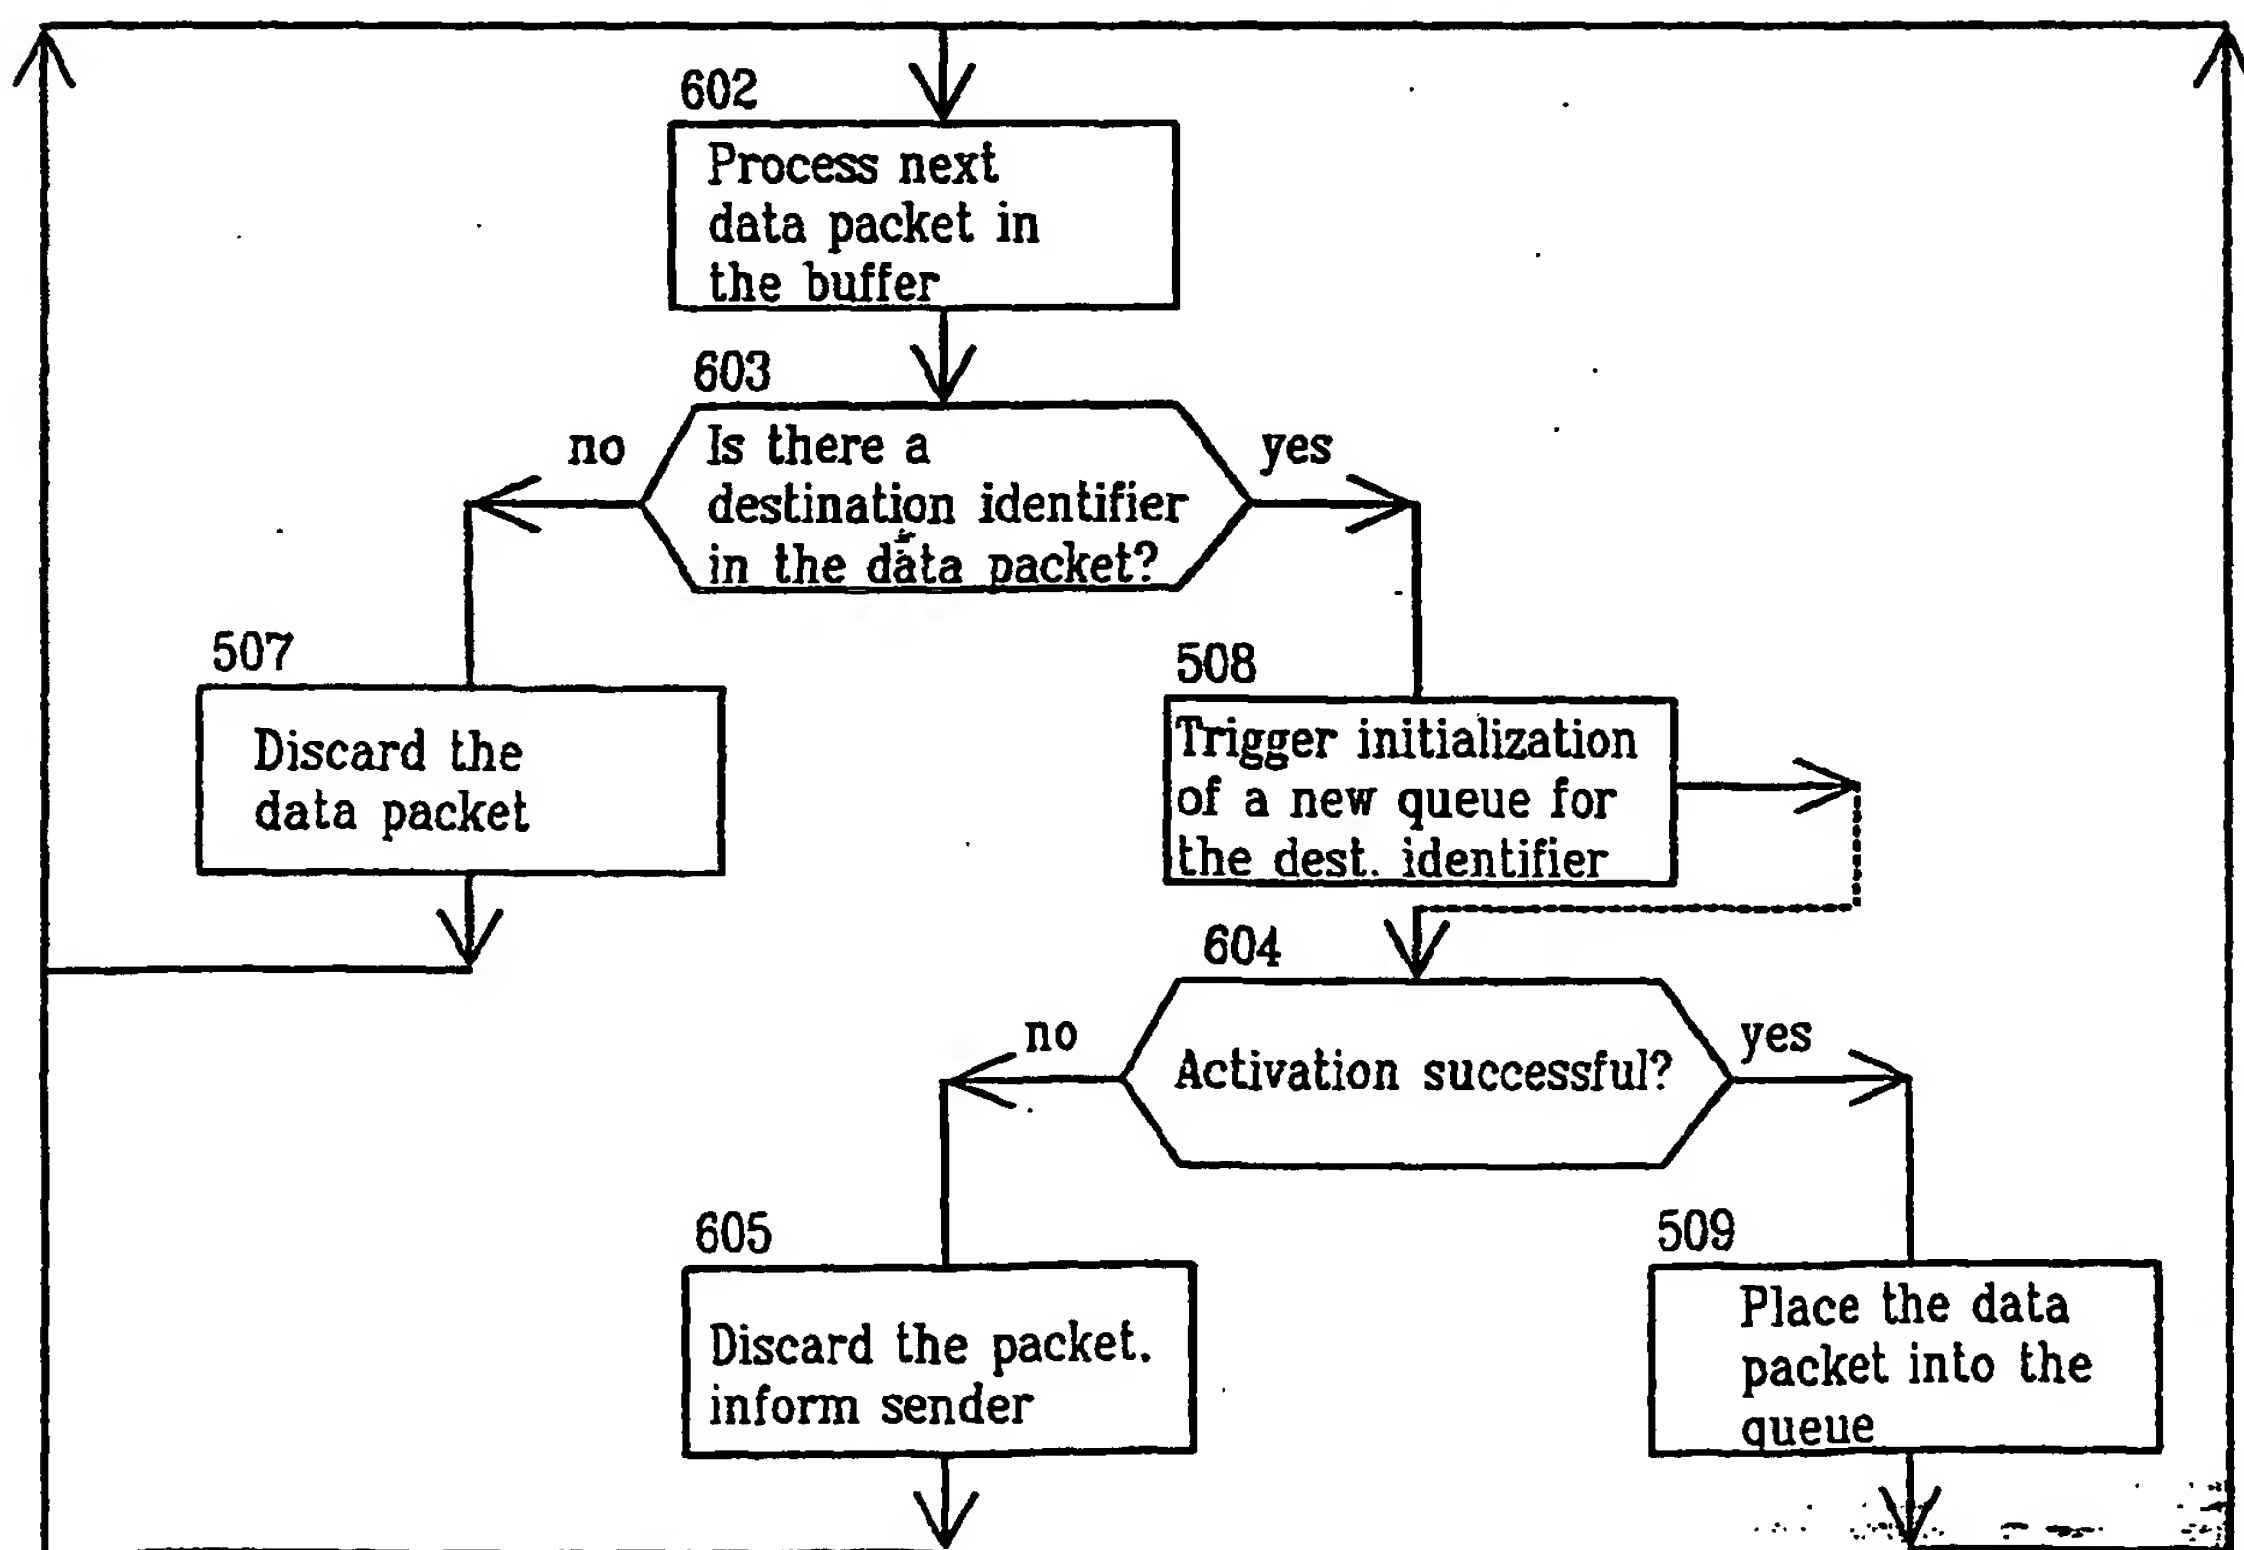 602
Process next
data packet in
the buffer
603
no
Is there a
destination identifier
in the data packet?
yes
507
Discard the
data packet
508
Trigger initialization
of a new queue for
the dest. identifier
604
no
Activation successful?
yes
605
Discard the packet.
inform sender
509
Place the data
packet into the
queue